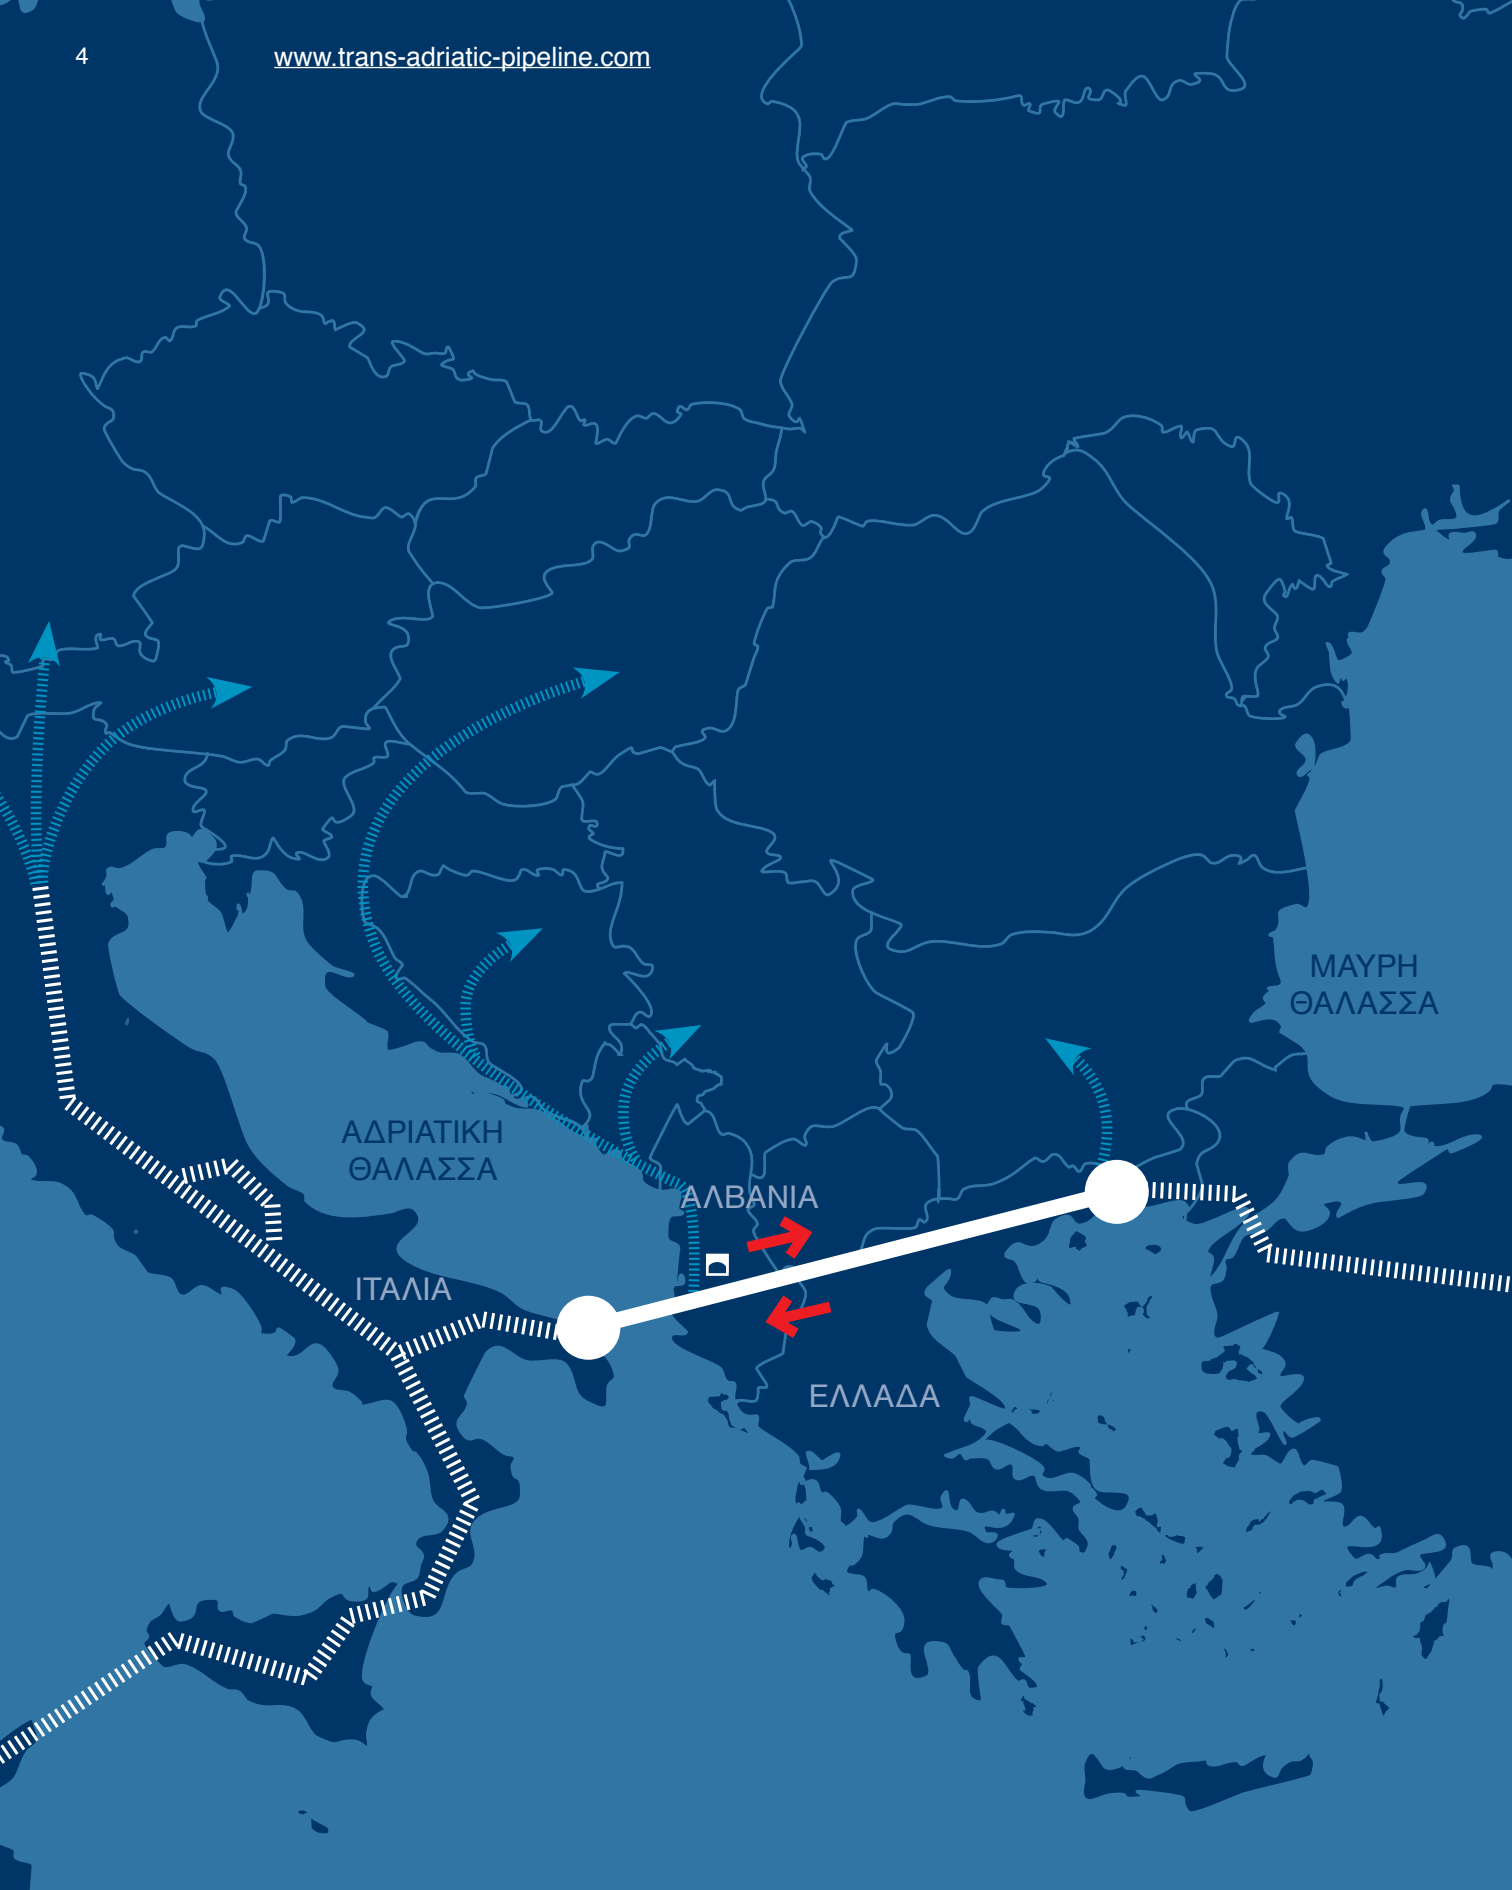 4
www.trans-adriatic-pipeline.com
ΜΑΥΡΗ
ΘΑΛΑΣΣΑ
ΑΔΡΙΑΤΙΚΗ
ΘΑΛΑΣΣΑ
ΑΛΒΑΝΙΑ
ΙΤΑΛΙΑ
ΕΛΛΑΔΑ